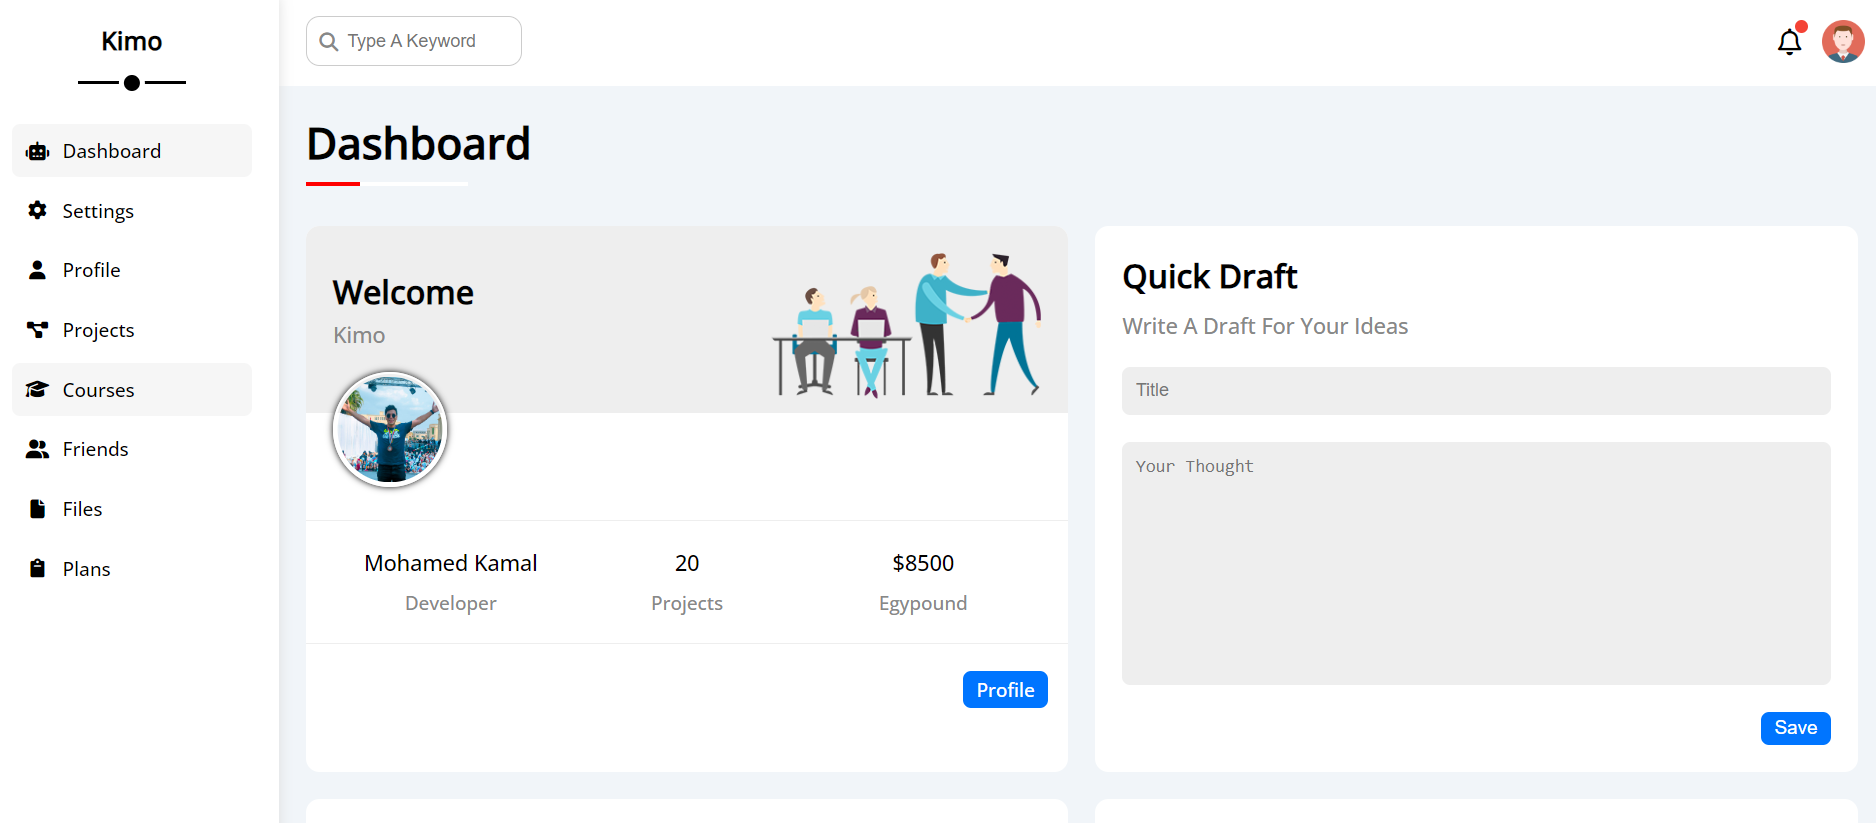 Kimo
Dashboard
Settings
Profile
Projects
Courses
Friends
Files
Plans
Type A Keyword
Dashboard
Welcome
Kimo
Mohamed Kamal
Developer
20
Projects
$8500
Egypound
Profile
Quick Draft
Write A Draft For Your Ideas
Title
Your Thought
Save